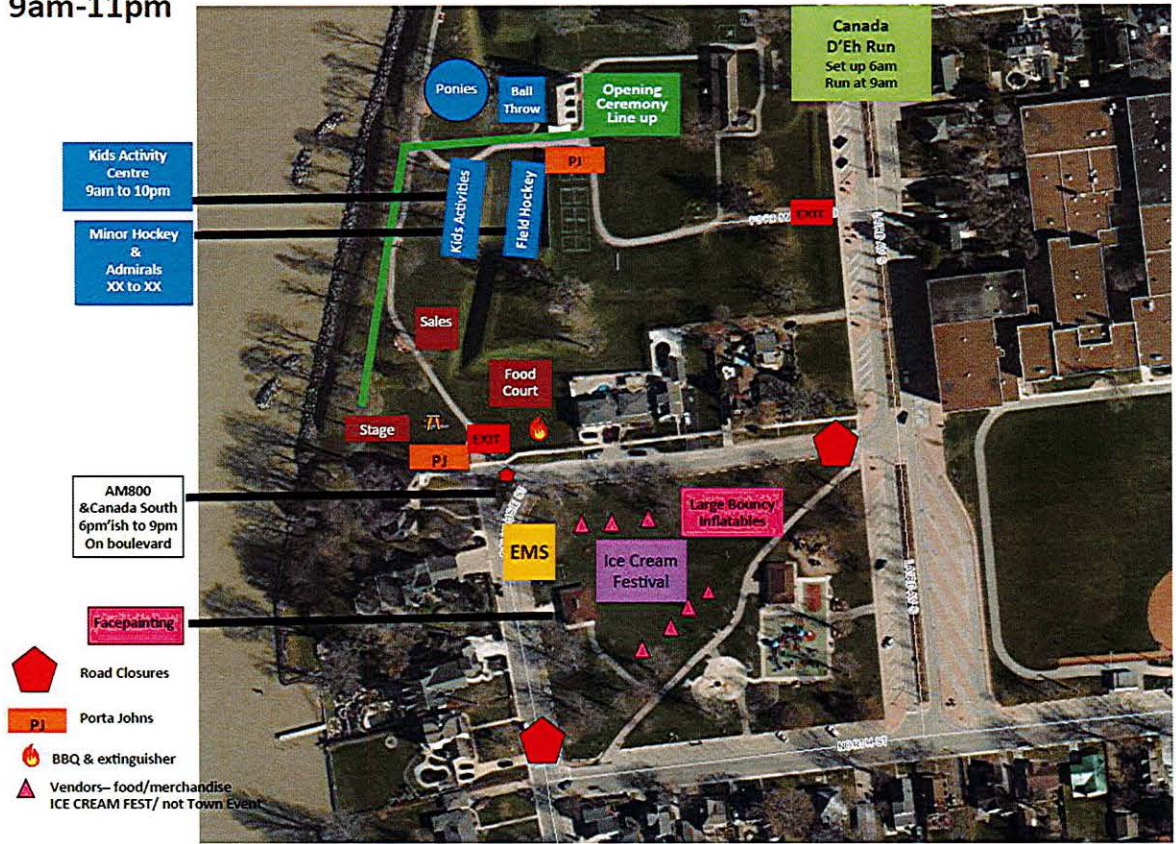 9am-11pm
Canada
D'Eh Run
Set up 6am
Run at 9am
Ponies
Ball
Throw
Opening
Ceremony
Line up
Kids Activity
Centre
9am to 10pm
PJ
Kids Activities
Field Hockey
EXIT
Minor Hockey
&
Admirals
XX to XX
Sales
Food
Court
Stage
EXIT
PJ
AM800
&Canada South
6pm'ish to 9pm
On boulevard
Large Bouncy
Inflatables
EMS
Ice Cream
Festival
Facepainting
Road Closures
PJ
Porta Johns
NORTH ST
BBQ & extinguisher
Vendors– food/merchandise
ICE CREAM FEST/ not Town Event